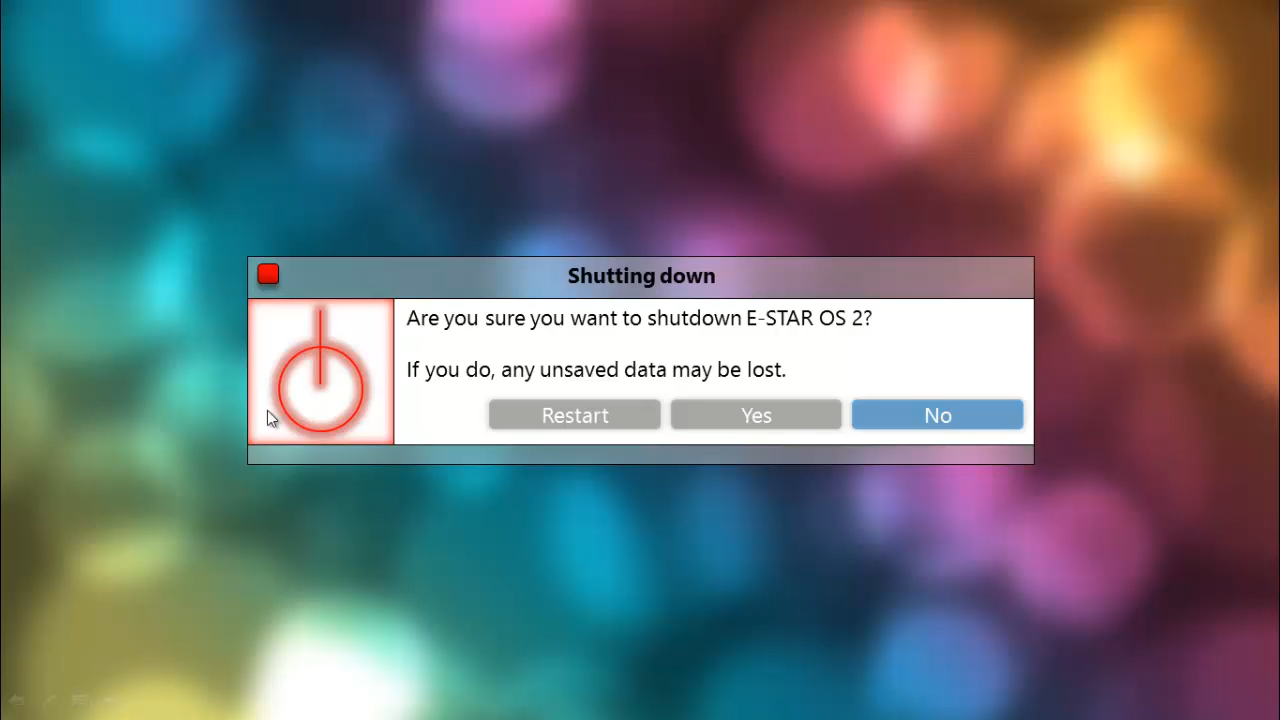 Shutting down
Are you sure you want to shutdown E-STAR OS 2?
If you do, any unsaved data may be lost.
Restart
Yes
No